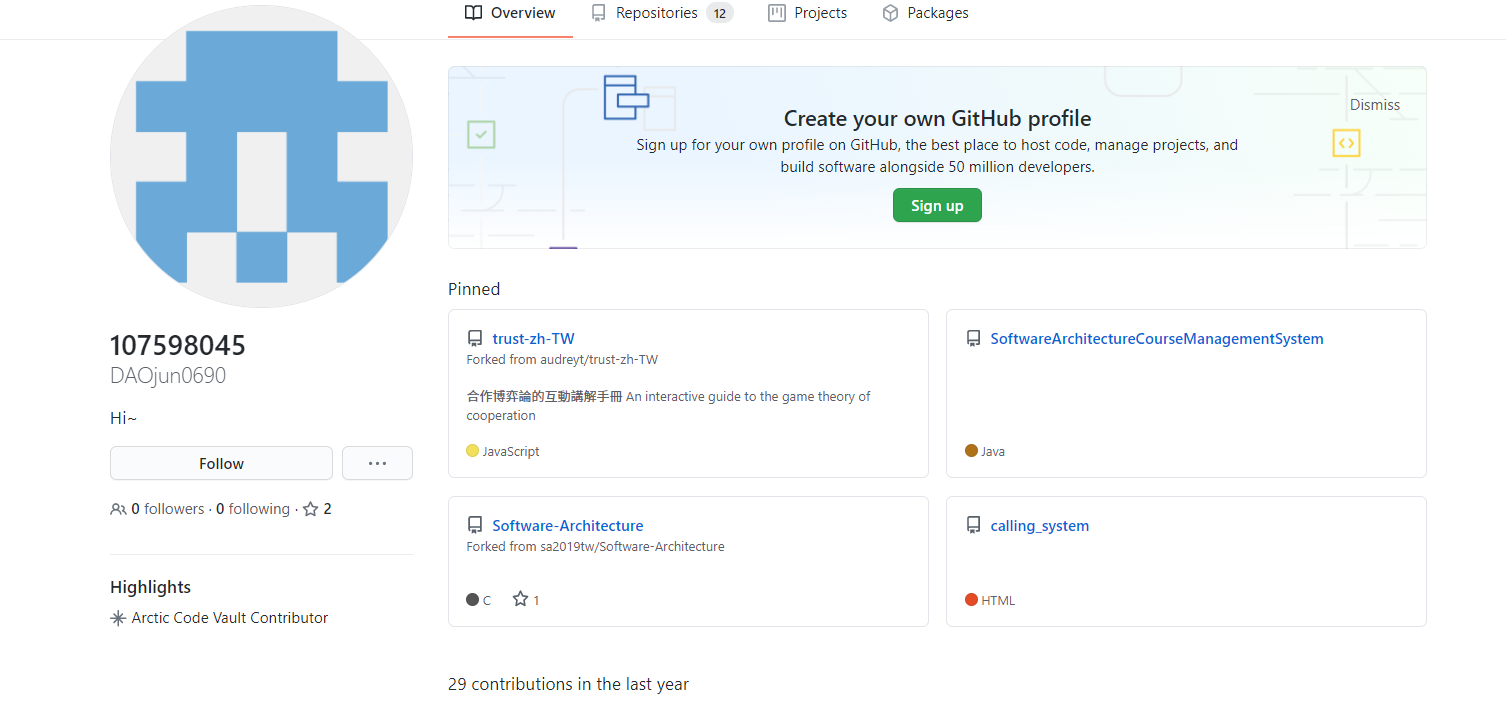 Overview Repositories 12 Projects Packages
Dismiss
Create your own GitHub profile
Sign up for your own profile on GitHub, the best place to host code, manage projects, and
build software alongside 50 million developers.
Sign up
107598045
DAOjun0690
Hi~
Follow
0 followers · 0 following · 2
Highlights
Arctic Code Vault Contributor
Pinned
trust-zh-TW
Forked from audreyt/trust-zh-TW
合作博弈論的互動講解手冊 An interactive guide to the game theory of
cooperation
JavaScript
SoftwareArchitectureCourseManagementSystem
Java
Software-Architecture
Forked from sa2019tw/Software-Architecture
C 1
calling_system
HTML
29 contributions in the last year